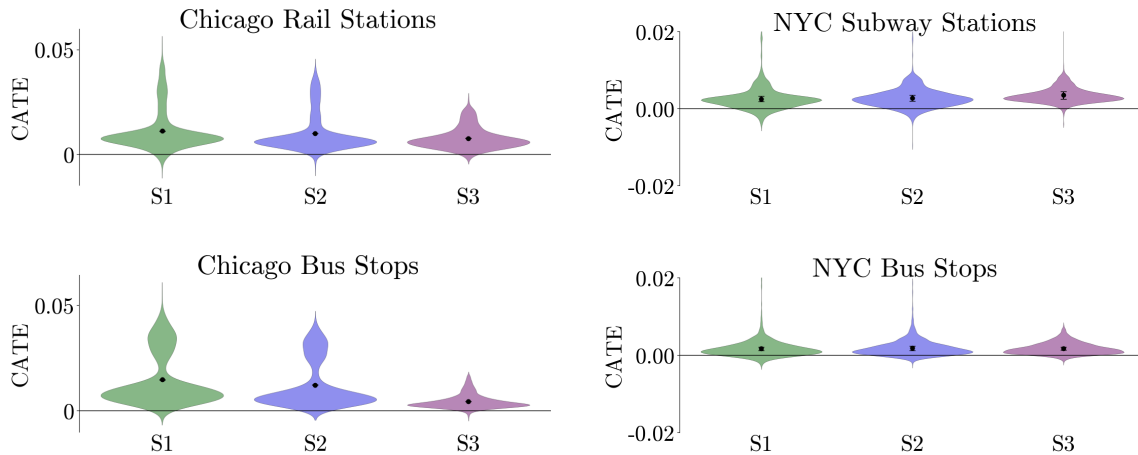 Chicago Rail Stations
0.05
0
CATE
S1 S2 S3
NYC Subway Stations
0.02
0.00
-0.02
CATE
S1 S2 S3
Chicago Bus Stops
0.05
0
CATE
S1 S2 S3
NYC Bus Stops
0.02
0.00
-0.02
CATE
S1 S2 S3